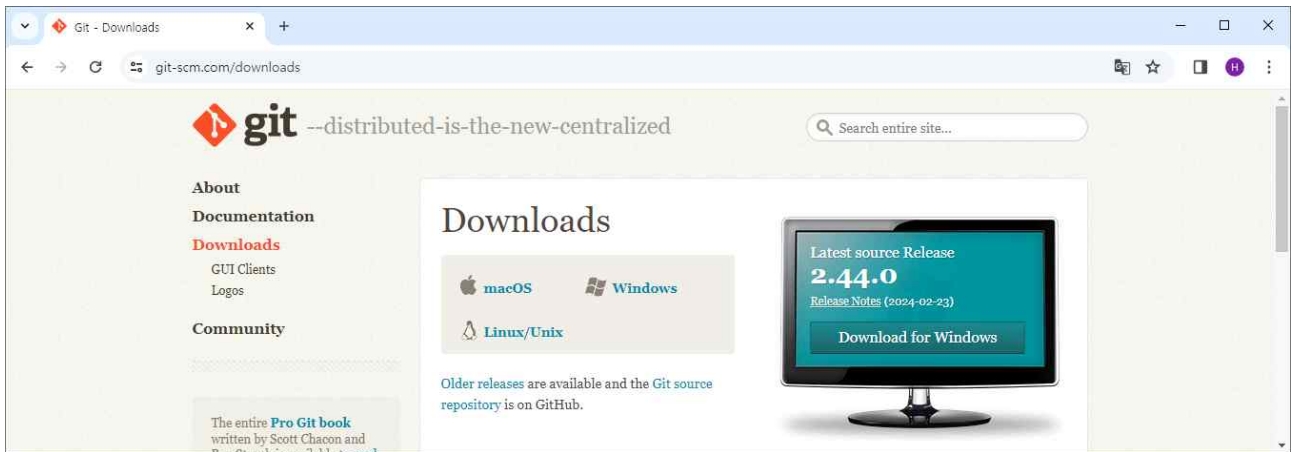 Git - Downloads
git-scm.com/downloads
H
git --distributed-is-the-new-centralized
Search entire site...
About
Documentation
Downloads
GUI Clients
Logos
Community
The entire Pro Git book
written by Scott Chacon and
Downloads
macOS
Windows
Linux/Unix
Older releases are available and the Git source
repository is on GitHub.
Latest source Release
2.44.0
Release Notes (2024-02-23)
Download for Windows